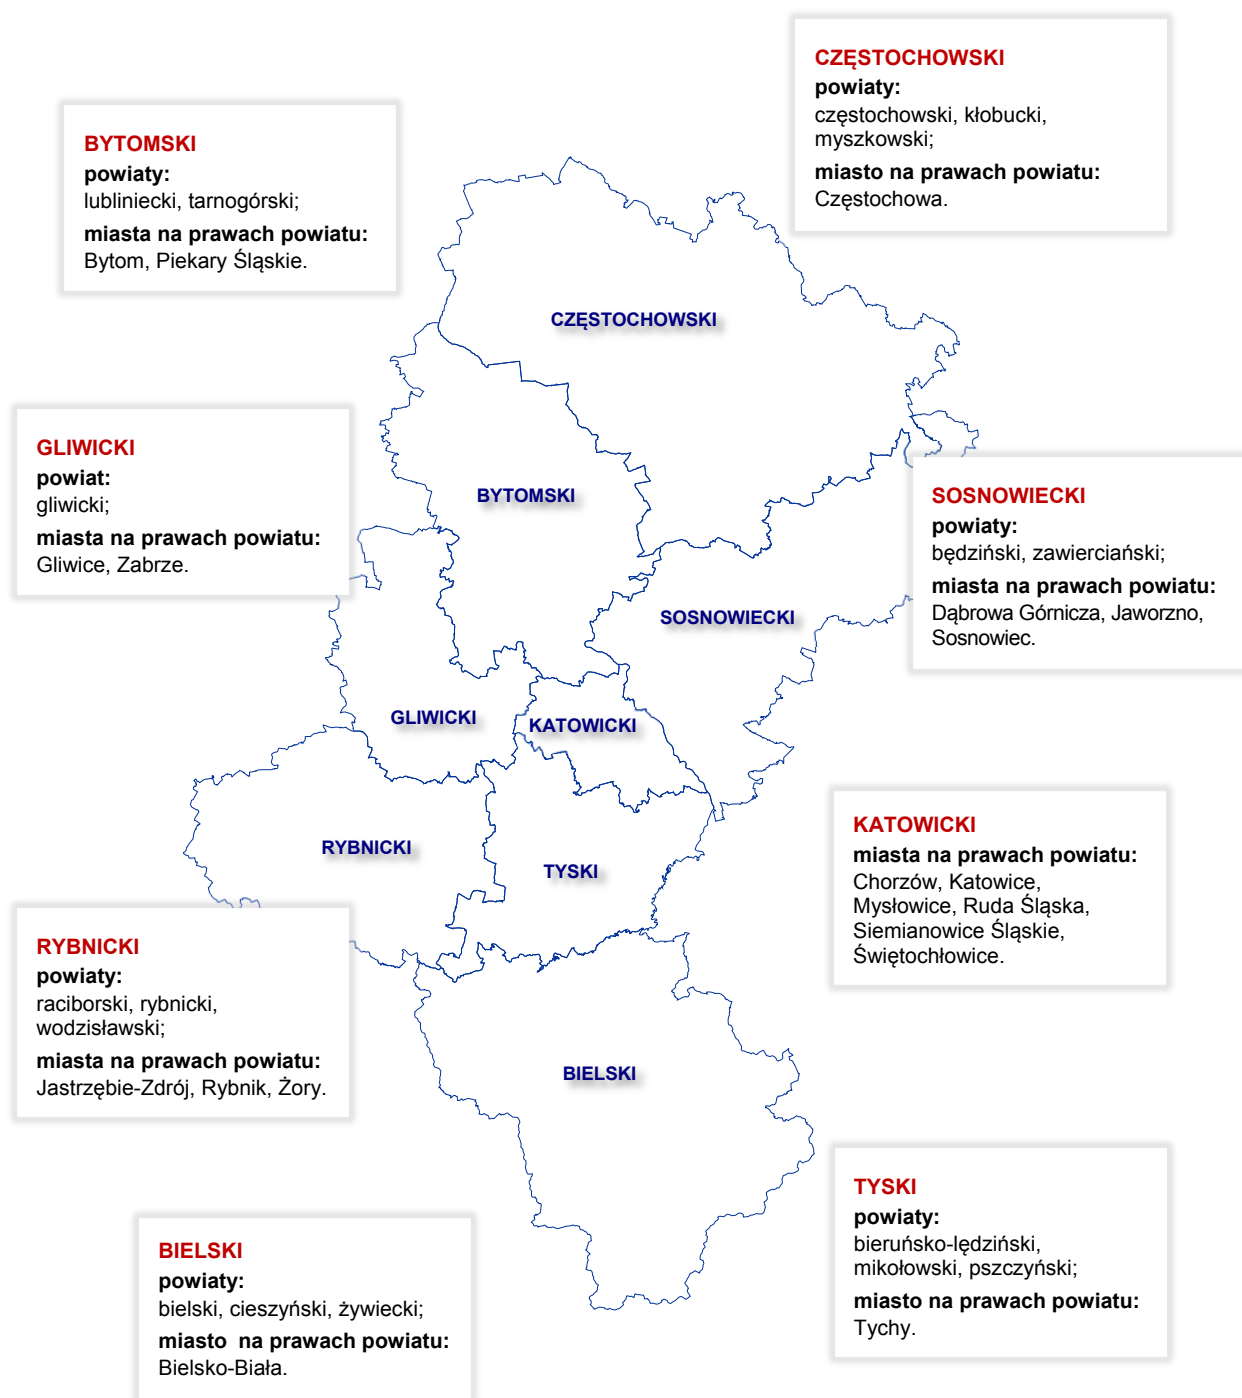 CZĘSTOCHOWSKI
powiaty:
częstochowski, kłobucki,
myszkowski;
miasto na prawach powiatu:
Częstochowa.
BYTOMSKI
powiaty:
lubliniecki, tarnogórski;
miasta na prawach powiatu:
Bytom, Piekary Śląskie.
CZĘSTOCHOWSKI
GLIWICKI
powiat:
gliwicki;
miasta na prawach powiatu:
Gliwice, Zabrze.
BYTOMSKI
SOSNOWIECKI
powiaty:
będziński, zawierciański;
miasta na prawach powiatu:
Dąbrowa Górnicza, Jaworzno,
Sosnowiec.
SOSNOWIECKI
GLIWICKI
KATOWICKI
RYBNICKI
TYSKI
KATOWICKI
miasta na prawach powiatu:
Chorzów, Katowice,
Mysłowice, Ruda Śląska,
Siemianowice Śląskie,
Świętochłowice.
RYBNICKI
powiaty:
raciborski, rybnicki,
wodzisławski;
miasta na prawach powiatu:
Jastrzębie-Zdrój, Rybnik, Żory.
BIELSKI
TYSKI
powiaty:
bieruńsko-lędziński,
mikołowski, pszczyński;
miasto na prawach powiatu:
Tychy.
BIELSKI
powiaty:
bielski, cieszyński, żywiecki;
miasto  na prawach powiatu:
Bielsko-Biała.